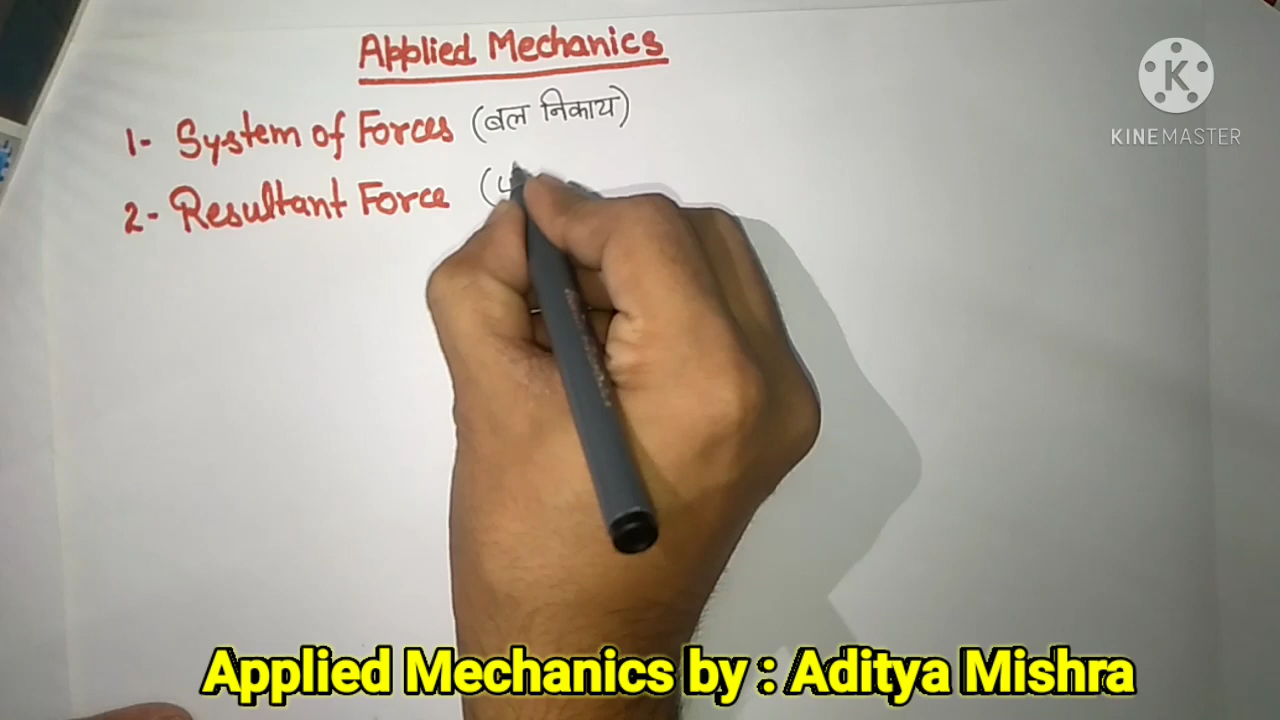 Applied Mechanics
1- System of Forces (बल निकाय)
2- Resultant Force (
KINEMASTER
Applied Mechanics by : Aditya Mishra